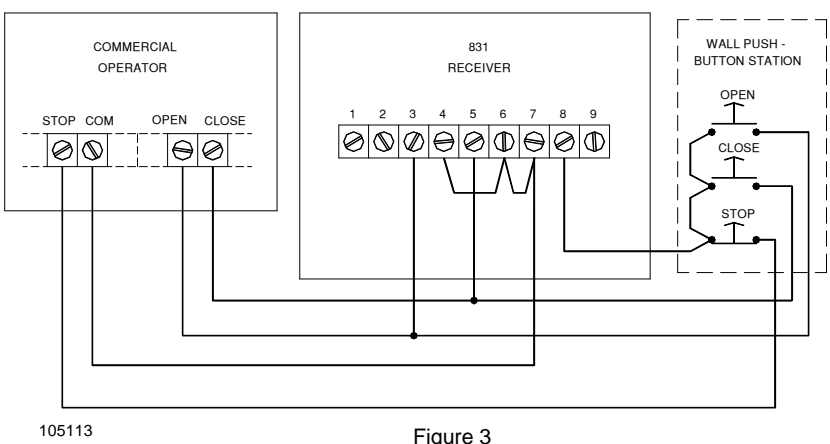 COMMERCIAL
OPERATOR
STOP COM OPEN CLOSE
831
RECEIVER
1 2 3 4 5 6 7 8 9
WALL PUSH -
BUTTON STATION
OPEN
CLOSE
STOP
105113
Figure 3